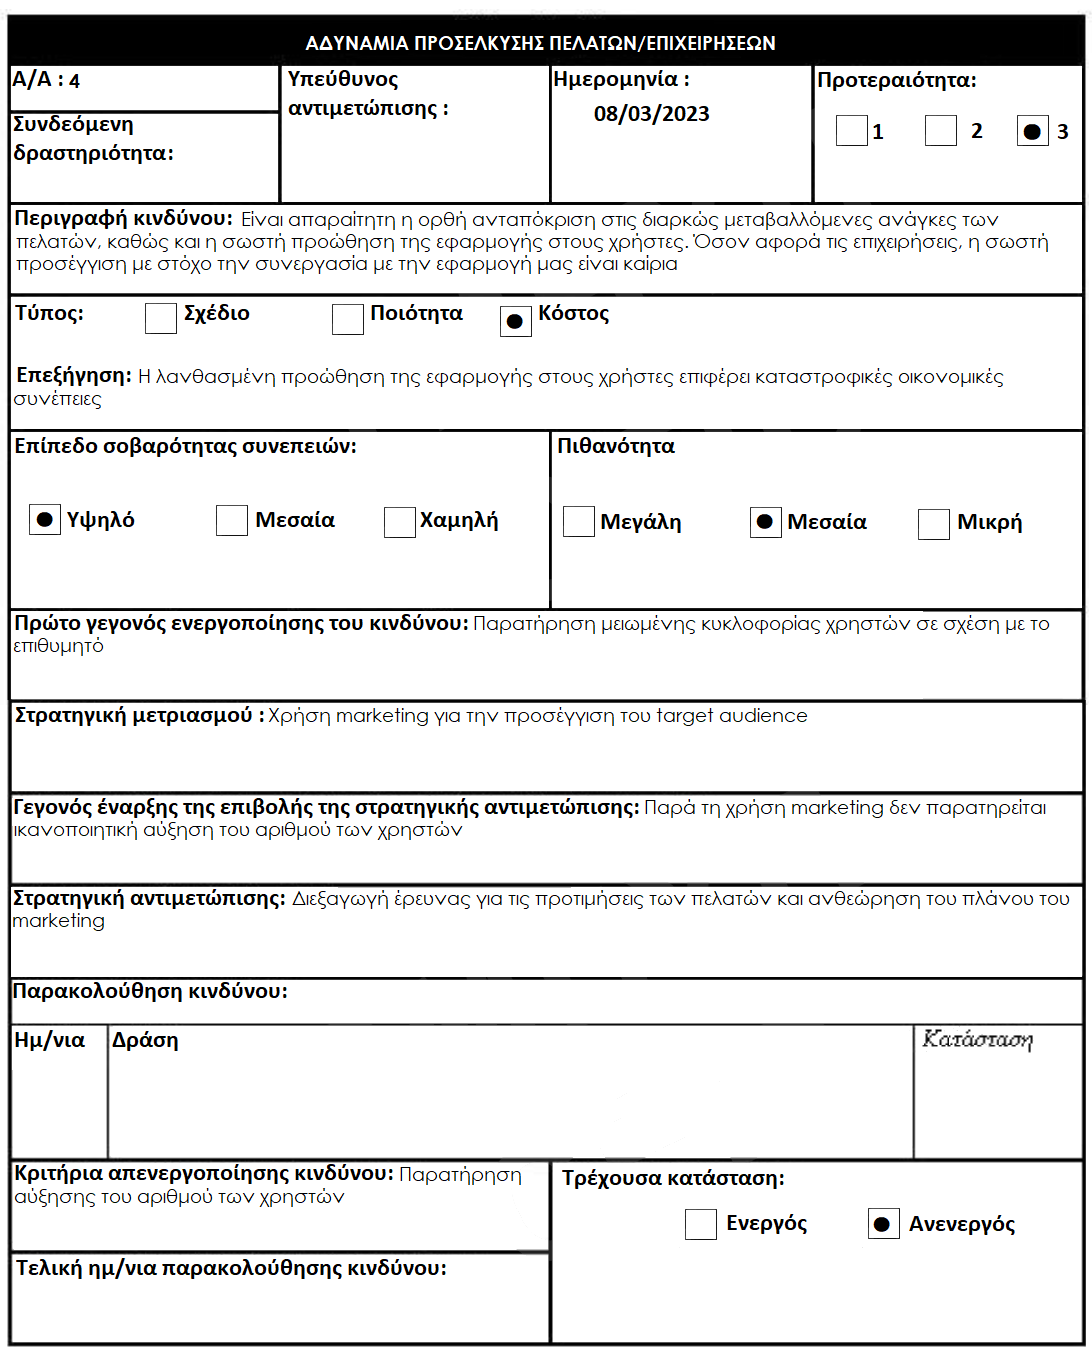 ΑΔΥΝΑΜΙΑ ΠΡΟΣΕΛΚΥΣΗΣ ΠΕΛΑΤΩΝ/ΕΠΙΧΕΙΡΗΣΕΩΝ
Α/Α : 4
Συνδεόμενη
δραστηριότητα:
Υπεύθυνος
αντιμετώπισης :
Ημερομηνία :
08/03/2023
Προτεραιότητα:
1 2 3
Περιγραφή κινδύνου: Είναι απαραίτητη η ορθή ανταπόκριση στις διαρκώς μεταβαλλόμενες ανάγκες των
πελατών, καθώς και η σωστή προώθηση της εφαρμογής στους χρήστες. Όσον αφορά τις επιχειρήσεις, η σωστή
προσέγγιση με στόχο την συνεργασία με την εφαρμογή μας είναι καίρια
Τύπος: Σχέδιο Ποιότητα Κόστος
Επεξήγηση: Η λανθασμένη προώθηση της εφαρμογής στους χρήστες επιφέρει καταστροφικές οικονομικές
συνέπειες
Επίπεδο σοβαρότητας συνεπειών:
Υψηλό Μεσαία Χαμηλή
Πιθανότητα
Μεγάλη Μεσαία Μικρή
Πρώτο γεγονός ενεργοποίησης του κινδύνου: Παρατήρηση μειωμένης κυκλοφορίας χρηστών σε σχέση με το
επιθυμητό
Στρατηγική μετριασμού : Χρήση marketing για την προσέγγιση του target audience
Γεγονός έναρξης της επιβολής της στρατηγικής αντιμετώπισης: Παρά τη χρήση marketing δεν παρατηρείται
ικανοποιητική αύξηση του αριθμού των χρηστών
Στρατηγική αντιμετώπισης: Διεξαγωγή έρευνας για τις προτιμήσεις των πελατών και ανθεώρηση του πλάνου του
marketing
Παρακολούθηση κινδύνου:
Ημ/νια Δράση Κατάσταση
Κριτήρια απενεργοποίησης κινδύνου: Παρατήρηση
αύξησης του αριθμού των χρηστών
Τελική ημ/νια παρακολούθησης κινδύνου:
Τρέχουσα κατάσταση:
Ενεργός Ανενεργός